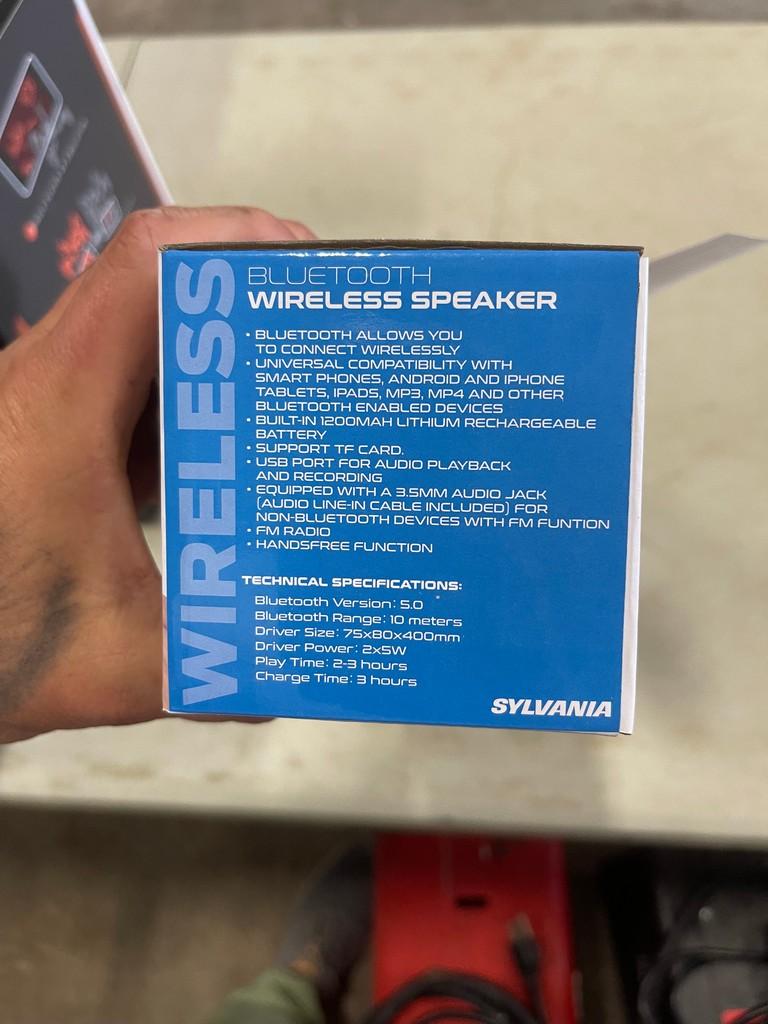 WIRELESS
BLUETOOTH
WIRELESS SPEAKER
• BLUETOOTH ALLOWS YOU
TO CONNECT WIRELESSLY
• UNIVERSAL COMPATIBILITY WITH
SMART PHONES, ANDROID AND IPHONE
TABLETS, IPADS, MP3, MP4 AND OTHER
BLUETOOTH ENABLED DEVICES
• BUILT-IN 1200MAH LITHIUM RECHARGEABLE
BATTERY
• SUPPORT TF CARD.
• USB PORT FOR AUDIO PLAYBACK
AND RECORDING
• EQUIPPED WITH A 3.5MM AUDIO JACK
(AUDIO LINE-IN CABLE INCLUDED) FOR
NON-BLUETOOTH DEVICES WITH FM FUNTION
• FM RADIO
• HANDSFREE FUNCTION
TECHNICAL SPECIFICATIONS:
Bluetooth Version: 5.0
Bluetooth Range: 10 meters
Driver Size: 75x80x400mm
Driver Power: 2x5W
Play Time: 2-3 hours
Charge Time: 3 hours
SYLVANIA